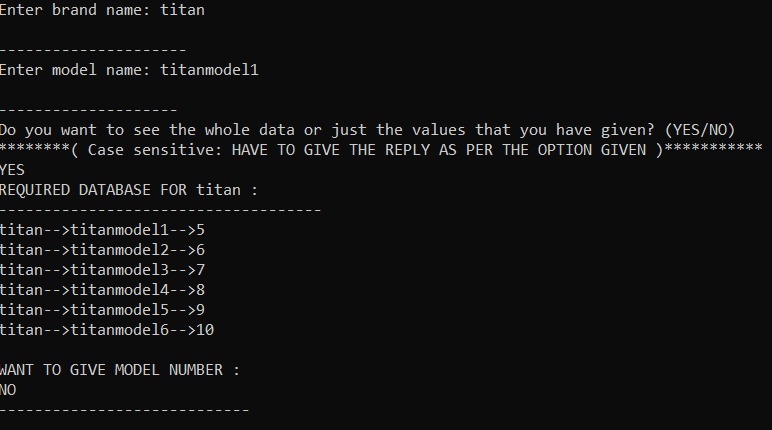 Enter brand name: titan
---------------------
Enter model name: titanmodel1
--------------------
Do you want to see the whole data or just the values that you have given? (YES/NO)
********( Case sensitive: HAVE TO GIVE THE REPLY AS PER THE OPTION GIVEN )***********
YES
REQUIRED DATABASE FOR titan :
------------------------------------
titan-->titanmodel1-->5
titan-->titanmodel2-->6
titan-->titanmodel3-->7
titan-->titanmodel4-->8
titan-->titanmodel5-->9
titan-->titanmodel6-->10
WANT TO GIVE MODEL NUMBER :
NO
----------------------------